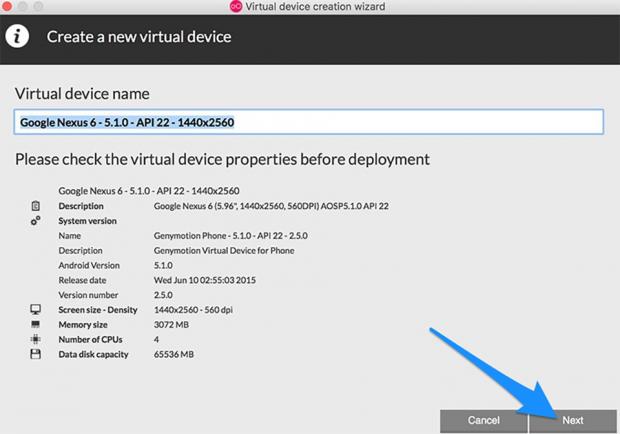 Virtual device creation wizard
Create a new virtual device
Virtual device name
Google Nexus 6 - 5.1.0 - API 22 - 1440x2560
Please check the virtual device properties before deployment
Google Nexus 6 - 5.1.0 - API 22 - 1440x2560
Description Google Nexus 6 (5.96", 1440x2560, 560DPI) AOSP5.1.0 API 22
System version
Name Genymotion Phone - 5.1.0 - API 22 - 2.5.0
Description Genymotion Virtual Device for Phone
Android Version 5.1.0
Release date Wed Jun 10 02:55:03 2015
Version number 2.5.0
Screen size - Density 1440x2560 - 560 dpi
Memory size 3072 MB
Number of CPUs 4
Data disk capacity 65536 MB
Cancel Next